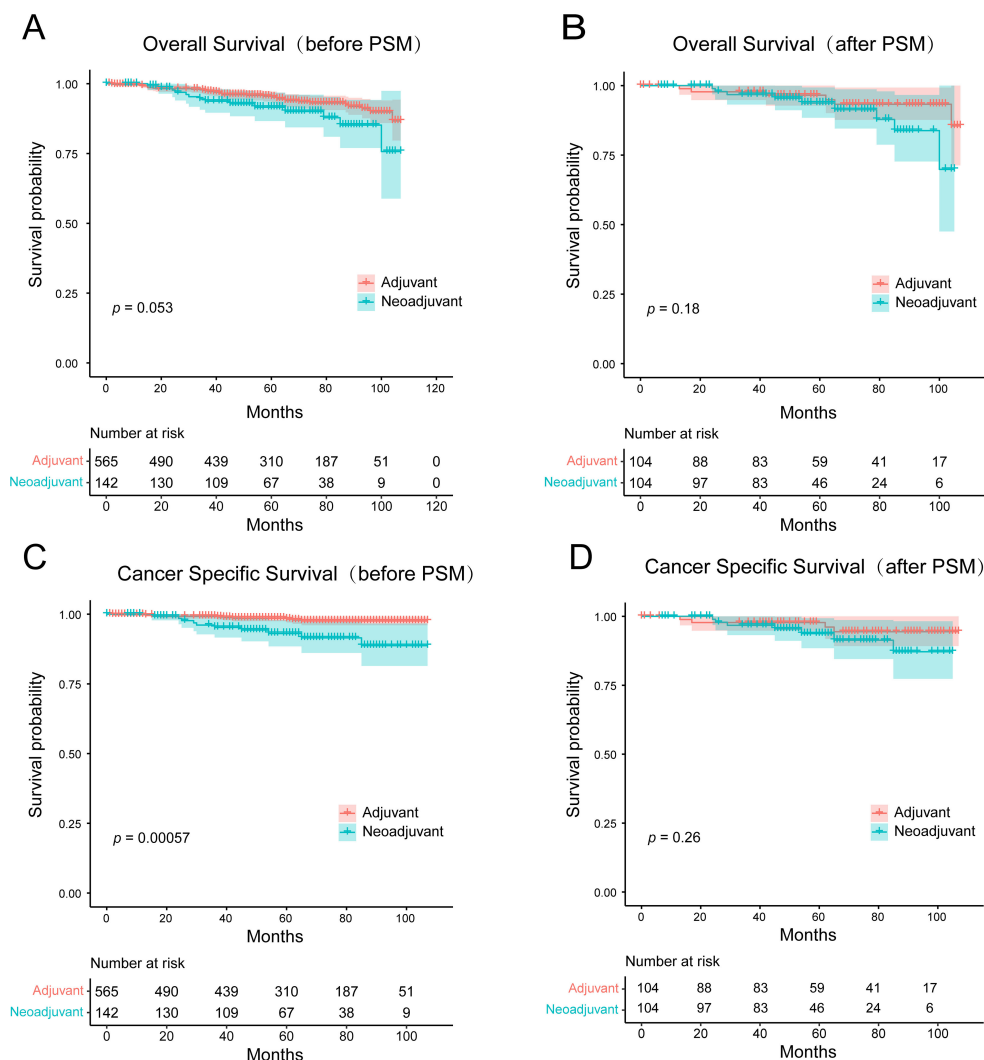 A
Overall Survival（before PSM）
Survival probability
1.00
0.75
0.50
0.25
0.00
Adjuvant
Neoadjuvant
p = 0.053
0 20 40 60 80 100 120
Months
Number at risk
Adjuvant 565 490 439 310 187 51 0
Neoadjuvant 142 130 109 67 38 9 0
0 20 40 60 80 100 120
Months
B
Overall Survival（after PSM）
Survival probability
1.00
0.75
0.50
0.25
0.00
Adjuvant
Neoadjuvant
p = 0.18
0 20 40 60 80 100
Months
Number at risk
Adjuvant 104 88 83 59 41 17
Neoadjuvant 104 97 83 46 24 6
0 20 40 60 80 100
Months
C
Cancer Specific Survival（before PSM）
Survival probability
1.00
0.75
0.50
0.25
0.00
Adjuvant
Neoadjuvant
p = 0.00057
0 20 40 60 80 100
Months
Number at risk
Adjuvant 565 490 439 310 187 51
Neoadjuvant 142 130 109 67 38 9
0 20 40 60 80 100
Months
D
Cancer Specific Survival（after PSM）
Survival probability
1.00
0.75
0.50
0.25
0.00
Adjuvant
Neoadjuvant
p = 0.26
0 20 40 60 80 100
Months
Number at risk
Adjuvant 104 88 83 59 41 17
Neoadjuvant 104 97 83 46 24 6
0 20 40 60 80 100
Months